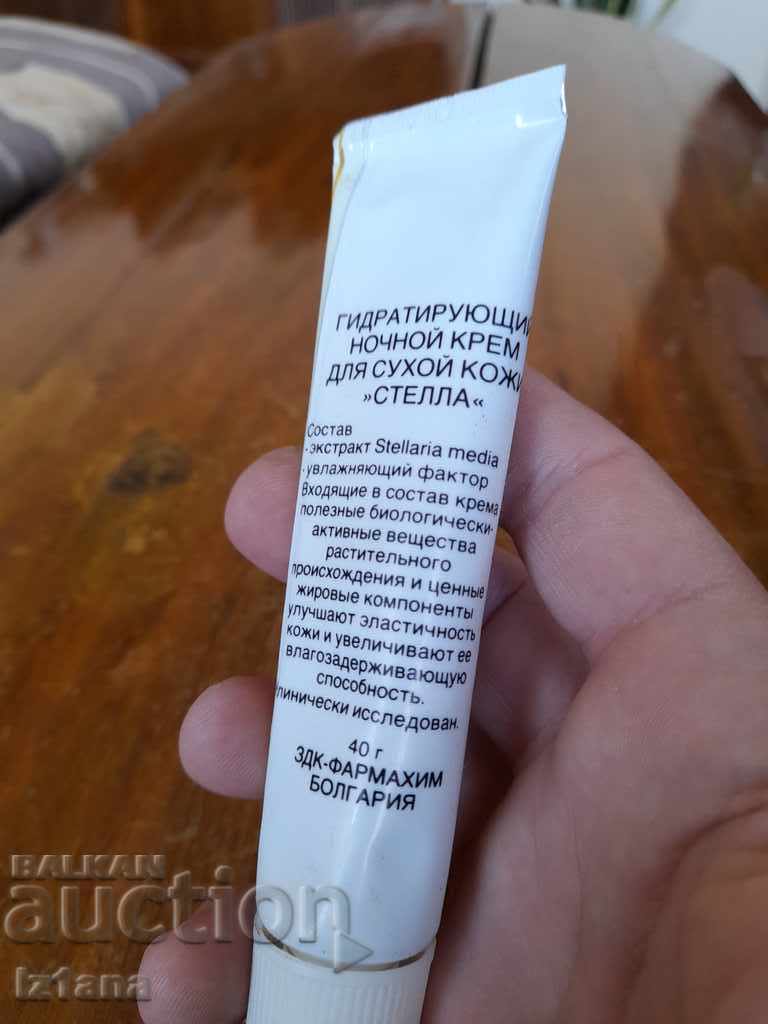 ГИДРАТИРУЮЩИЙ
НОЧНОЙ КРЕМ
ДЛЯ СУХОЙ КОЖИ
»СТЕЛЛА«
Состав
- экстракт Stellaria media
- увлажняющий фактор
Входящие в состав крема
полезные биологически-
активные вещества
растительного
происхождения и ценные
жировые компоненты
улучшают эластичность
кожи и увеличивают ее
влагозадерживающую
способность.
Клинически исследован.
40 г
ЗДК-ФАРМАХИМ
БОЛГАРИЯ
BALKAN
auction
iz1ana